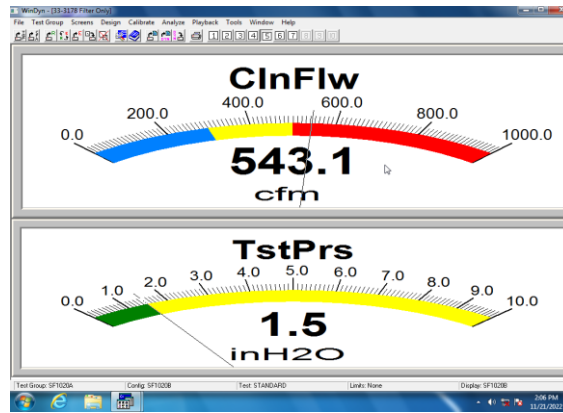 WinDyn - [33-3178 Filter Only]
File Test Group Screens Design Calibrate Analyze Playback Tools Window Help
1 2 3 4 5 6 7
ClnFlw
0.0 200.0 400.0 600.0 800.0 1000.0
543.1
cfm
TstPrs
0.0 1.0 2.0 3.0 4.0 5.0 6.0 7.0 8.0 9.0 10.0
1.5
inH2O
Test Group: SF1020A Config: SF1020B Test: STANDARD Limits: None Display: SF1020B
2:06 PM
11/21/2022